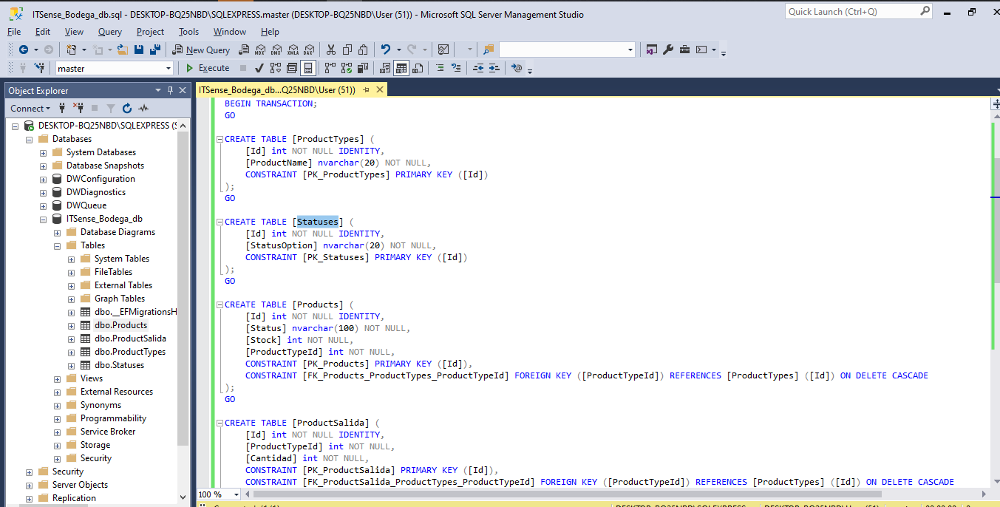 ITSense_Bodega_db.sql - DESKTOP-BQ25NBD\SQLEXPRESS.master (DESKTOP-BQ25NBD\User (51)) - Microsoft SQL Server Management Studio
Quick Launch (Ctrl+Q)
File Edit View Query Project Tools Window Help
New Query MDX DMX XMLA DAX
master Execute
Object Explorer
ITSense_Bodega_db...Q25NBD\User (51))
Connect
DESKTOP-BQ25NBD\SQLEXPRESS (S
Databases
System Databases
Database Snapshots
DWConfiguration
DWDiagnostics
DWQueue
ITSense_Bodega_db
Database Diagrams
Tables
System Tables
FileTables
External Tables
Graph Tables
dbo.__EFMigrationsH
dbo.Products
dbo.ProductSalida
dbo.ProductTypes
dbo.Statuses
Views
External Resources
Synonyms
Programmability
Service Broker
Storage
Security
Security
Server Objects
Replication
BEGIN TRANSACTION;
GO
CREATE TABLE [ProductTypes] (
[Id] int NOT NULL IDENTITY,
[ProductName] nvarchar(20) NOT NULL,
CONSTRAINT [PK_ProductTypes] PRIMARY KEY ([Id])
);
GO
CREATE TABLE [Statuses] (
[Id] int NOT NULL IDENTITY,
[StatusOption] nvarchar(20) NOT NULL,
CONSTRAINT [PK_Statuses] PRIMARY KEY ([Id])
);
GO
CREATE TABLE [Products] (
[Id] int NOT NULL IDENTITY,
[Status] nvarchar(100) NOT NULL,
[Stock] int NOT NULL,
[ProductTypeId] int NOT NULL,
CONSTRAINT [PK_Products] PRIMARY KEY ([Id]),
CONSTRAINT [FK_Products_ProductTypes_ProductTypeId] FOREIGN KEY ([ProductTypeId]) REFERENCES [ProductTypes] ([Id]) ON DELETE CASCADE
);
GO
CREATE TABLE [ProductSalida] (
[Id] int NOT NULL IDENTITY,
[ProductTypeId] int NOT NULL,
[Cantidad] int NOT NULL,
CONSTRAINT [PK_ProductSalida] PRIMARY KEY ([Id]),
CONSTRAINT [FK_ProductSalida_ProductTypes_ProductTypeId] FOREIGN KEY ([ProductTypeId]) REFERENCES [ProductTypes] ([Id]) ON DELETE CASCADE
100 %